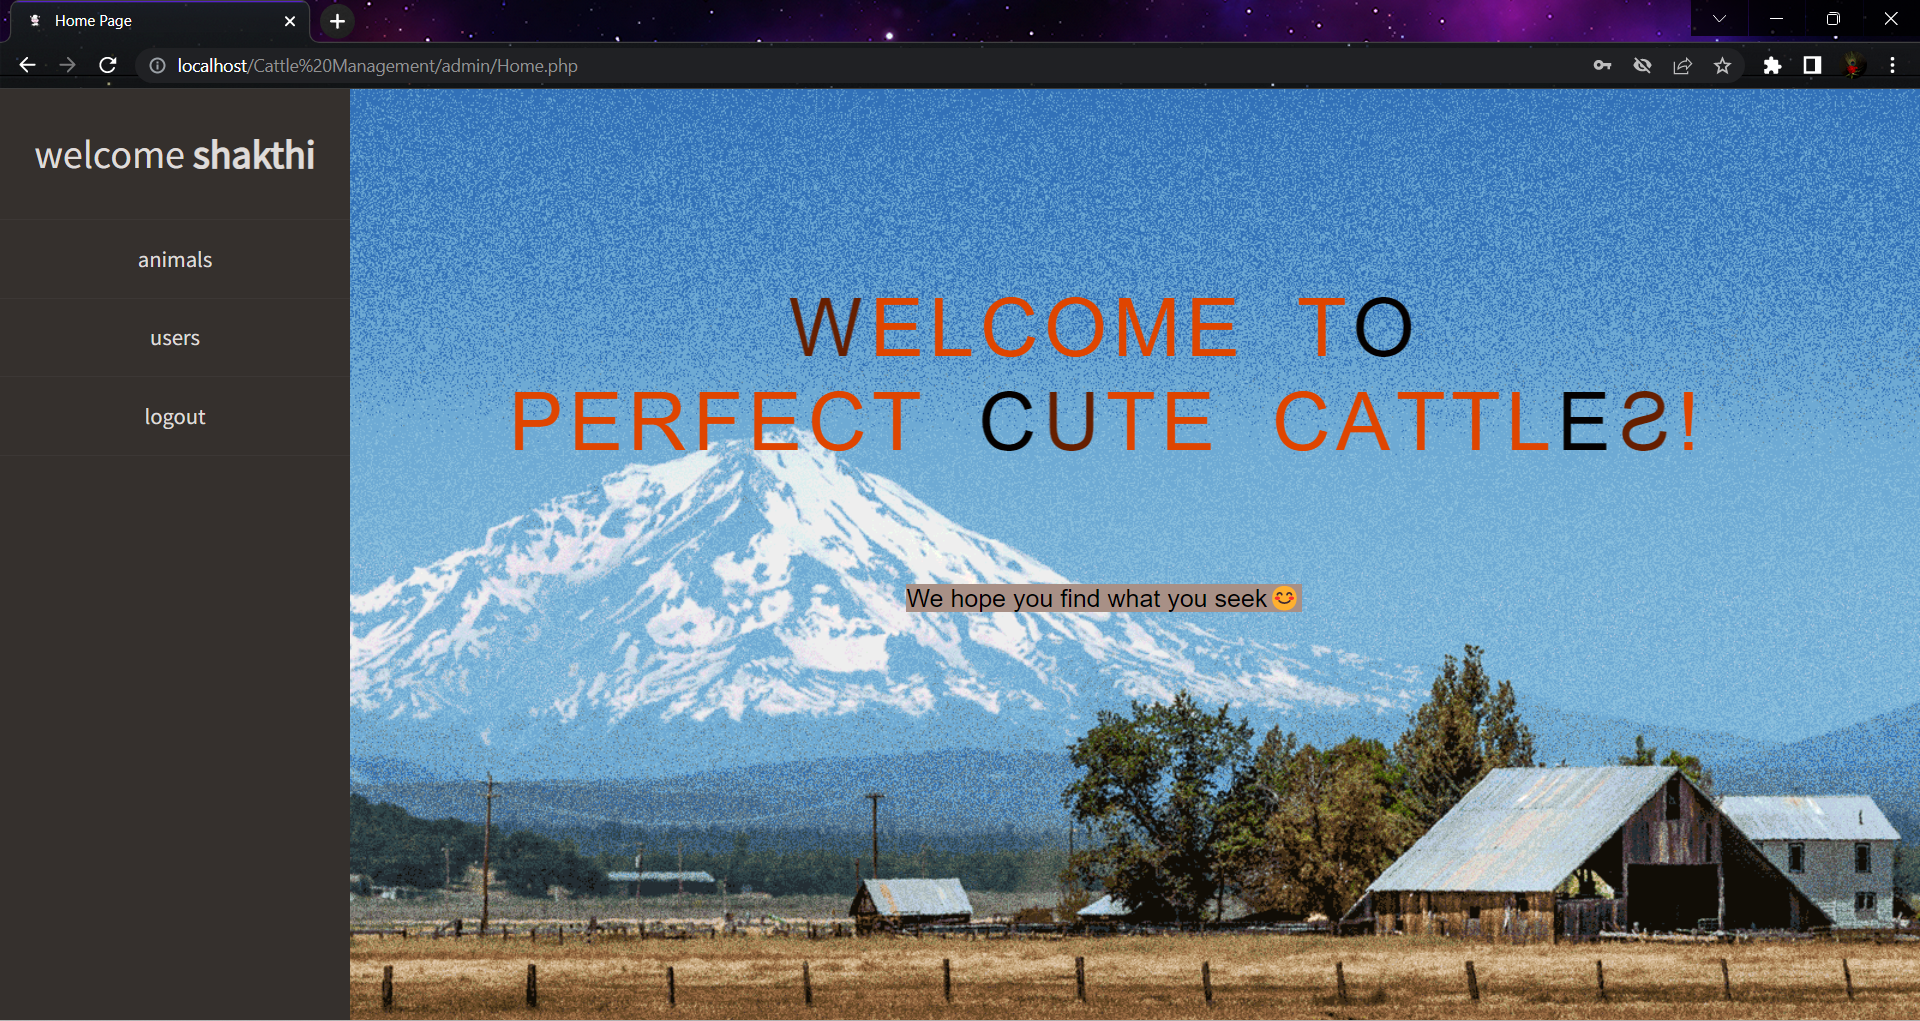 Home Page
localhost/Cattle%20Management/admin/Home.php
welcome shakthi
animals
users
logout
WELCOME TO
PERFECT CUTE CATTLES!
We hope you find what you seek😊